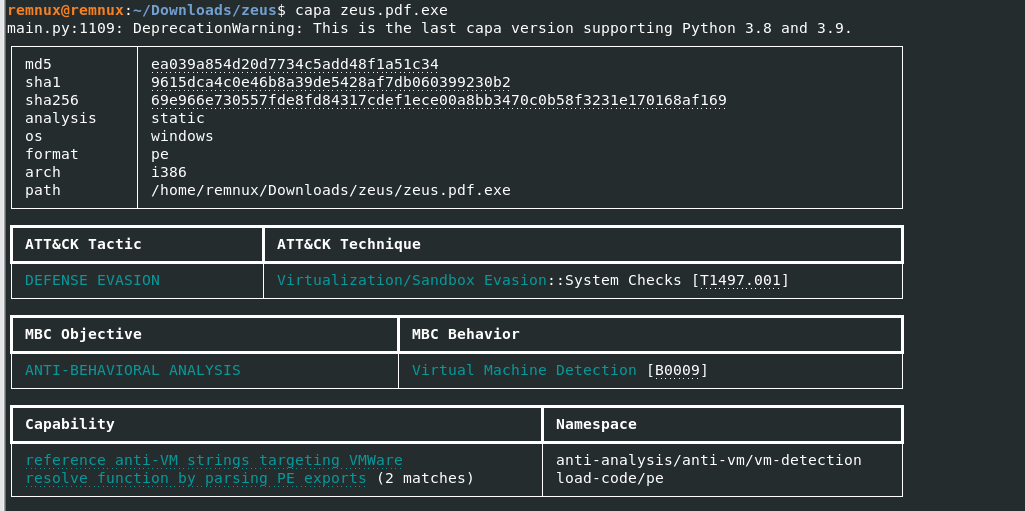 remnux@remnux:~/Downloads/zeus$ capa zeus.pdf.exe
main.py:1109: DeprecationWarning: This is the last capa version supporting Python 3.8 and 3.9.
md5 ea039a854d20d7734c5add48f1a51c34
sha1 9615dca4c0e46b8a39de5428af7db060399230b2
sha256 69e966e730557fde8fd84317cdef1ece00a8bb3470c0b58f3231e170168af169
analysis static
os windows
format pe
arch i386
path /home/remnux/Downloads/zeus/zeus.pdf.exe
ATT&CK Tactic ATT&CK Technique
DEFENSE EVASION Virtualization/Sandbox Evasion::System Checks [T1497.001]
MBC Objective MBC Behavior
ANTI-BEHAVIORAL ANALYSIS Virtual Machine Detection [B0009]
Capability Namespace
reference anti-VM strings targeting VMWare anti-analysis/anti-vm/vm-detection
resolve function by parsing PE exports (2 matches) load-code/pe